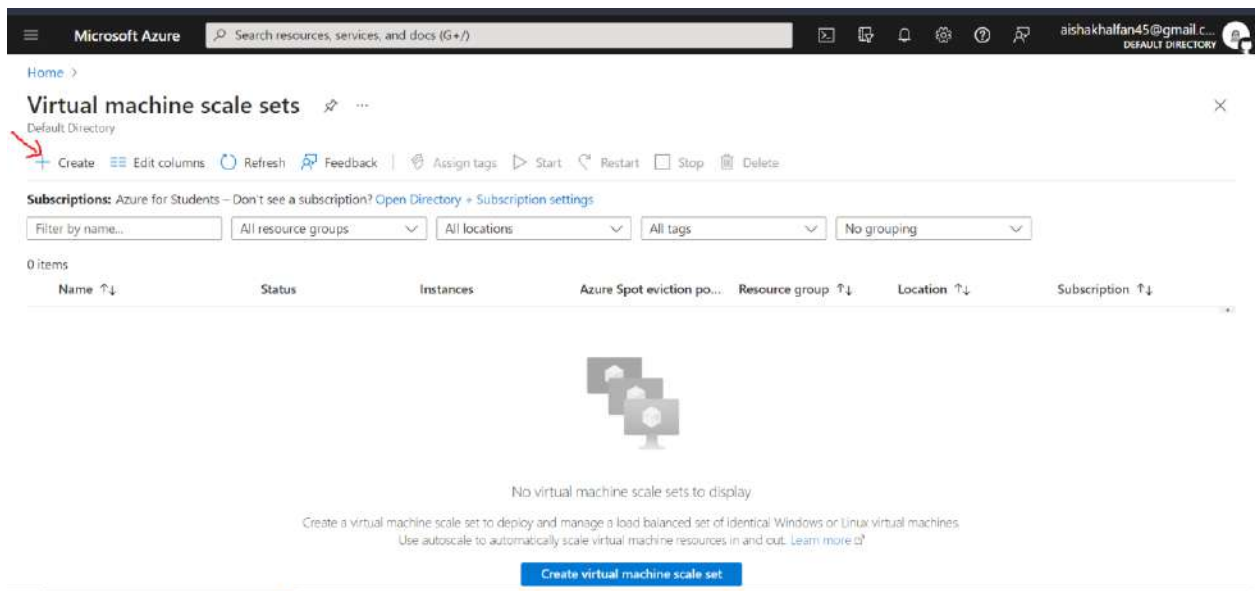 Microsoft Azure Search resources, services, and docs (G+/) aishakhalfan45@gmail.c...
DEFAULT DIRECTORY
Home >
Virtual machine scale sets ...
Default Directory
+ Create Edit columns Refresh Feedback | Assign tags Start Restart Stop Delete
Subscriptions: Azure for Students – Don't see a subscription? Open Directory + Subscription settings
Filter by name... All resource groups All locations All tags No grouping
0 items
Name ↑↓ Status Instances Azure Spot eviction po... Resource group ↑↓ Location ↑↓ Subscription ↑↓
No virtual machine scale sets to display
Create a virtual machine scale set to deploy and manage a load balanced set of identical Windows or Linux virtual machines.
Use autoscale to automatically scale virtual machine resources in and out. Learn more
Create virtual machine scale set